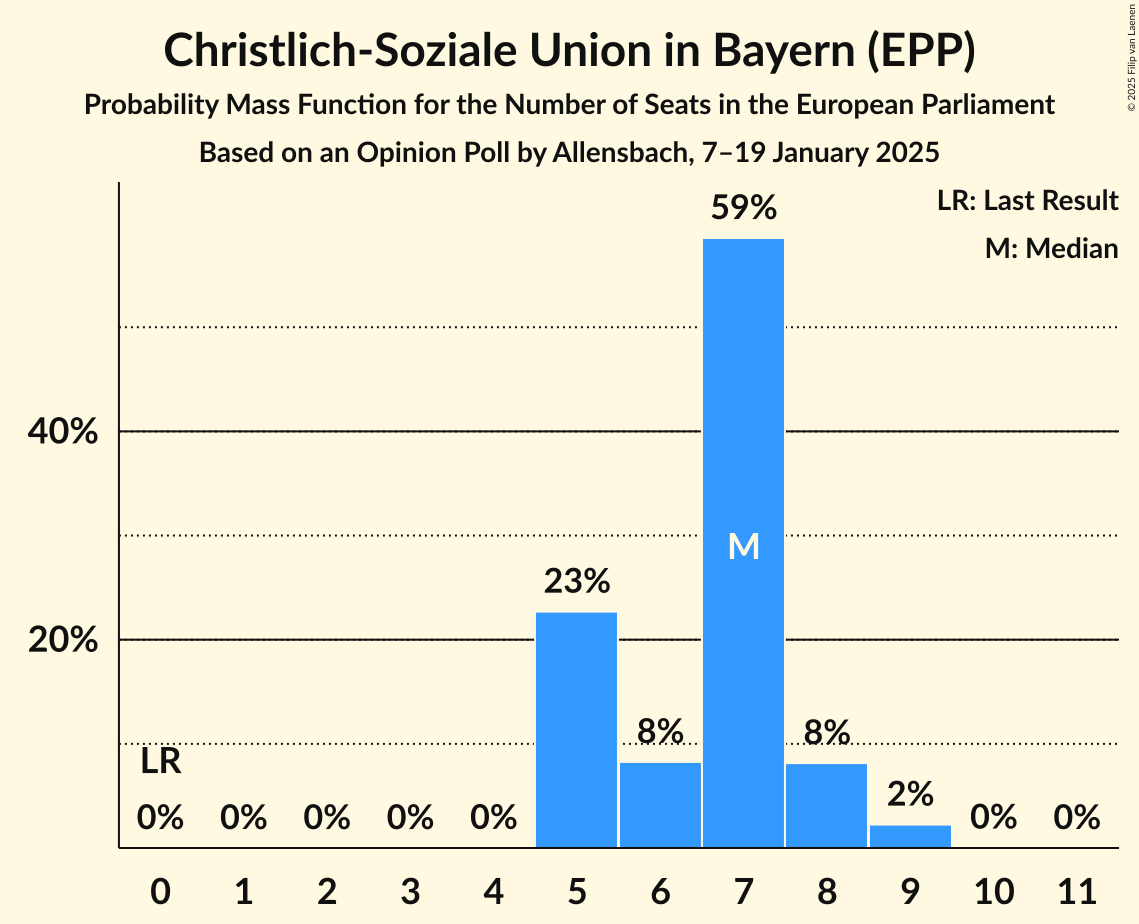 Christlich-Soziale Union in Bayern (EPP)
Probability Mass Function for the Number of Seats in the European Parliament
Based on an Opinion Poll by Allensbach, 7–19 January 2025
© 2025 Filip van Laenen
LR: Last Result
M: Median
59%
40%
M
23%
20%
8%
8%
LR
2%
0% 0% 0% 0% 0% 0% 0%
0 1 2 3 4 5 6 7 8 9 10 11